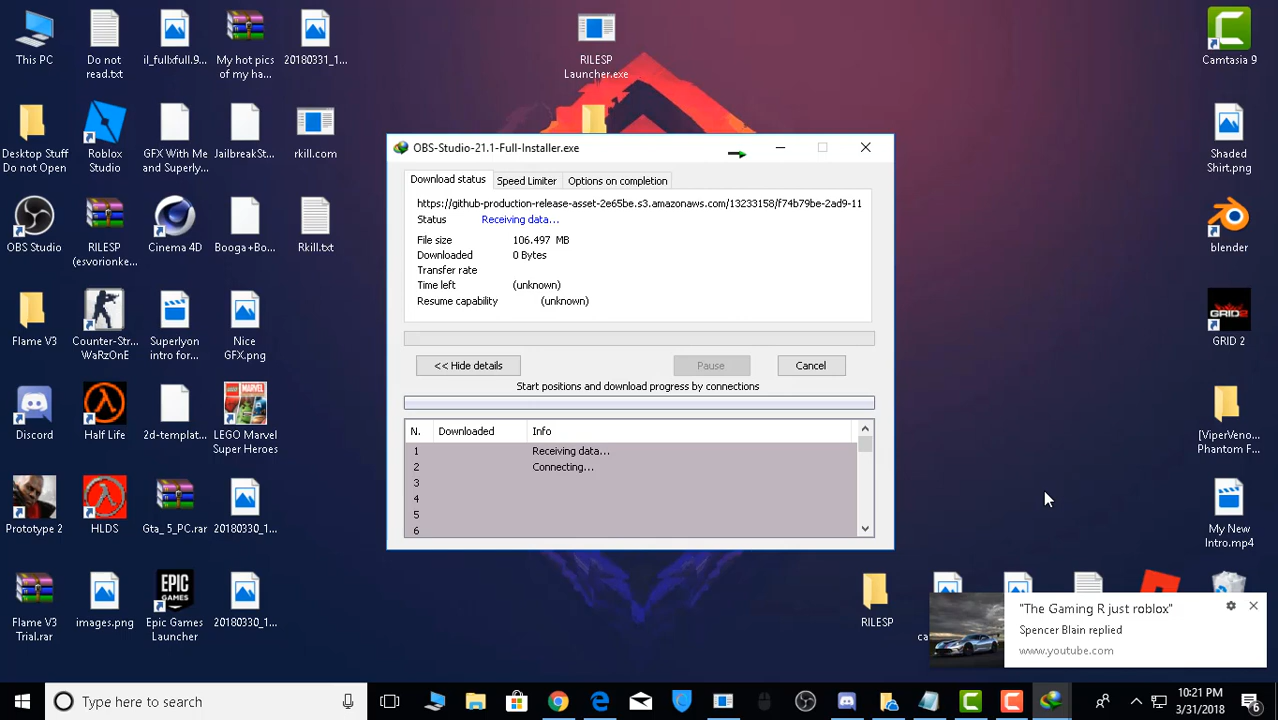 This PC
Do not
read.txt
il_fullxfull.9...
My hot pics
of my ha...
20180331_1...
RILESP
Launcher.exe
Camtasia 9
Desktop Stuff
Do not Open
Roblox
Studio
GFX With Me
and Superly...
JailbreakSt...
rkill.com
Shaded
Shirt.png
OBS Studio
RILESP
(esvorionke...
Cinema 4D
Booga+Bo...
Rkill.txt
blender
Flame V3
Counter-Str...
WaRzOnE
Superlyon
intro for...
Nice
GFX.png
GRID 2
GRID 2
Discord
Half Life
2d-templat...
LEGO Marvel
Super Heroes
[ViperVeno...
Phantom F...
Prototype 2
HLDS
Gta_ 5_PC.rar
20180330_1...
My New
Intro.mp4
Flame V3
Trial.rar
images.png
EPIC
GAMES
Epic Games
Launcher
20180330_1...
RILESP
OBS-Studio-21.1-Full-Installer.exe
Download status
Speed Limiter
Options on completion
https://github-production-release-asset-2e65be.s3.amazonaws.com/13233158/f74b79be-2ad9-11
Status Receiving data...
File size 106.497 MB
Downloaded 0 Bytes
Transfer rate
Time left (unknown)
Resume capability (unknown)
<< Hide details
Pause
Cancel
Start positions and download progress by connections
N. Downloaded Info
1 Receiving data...
2 Connecting...
3
4
5
6
"The Gaming R just roblox"
Spencer Blain replied
www.youtube.com
Type here to search
10:21 PM
3/31/2018
6